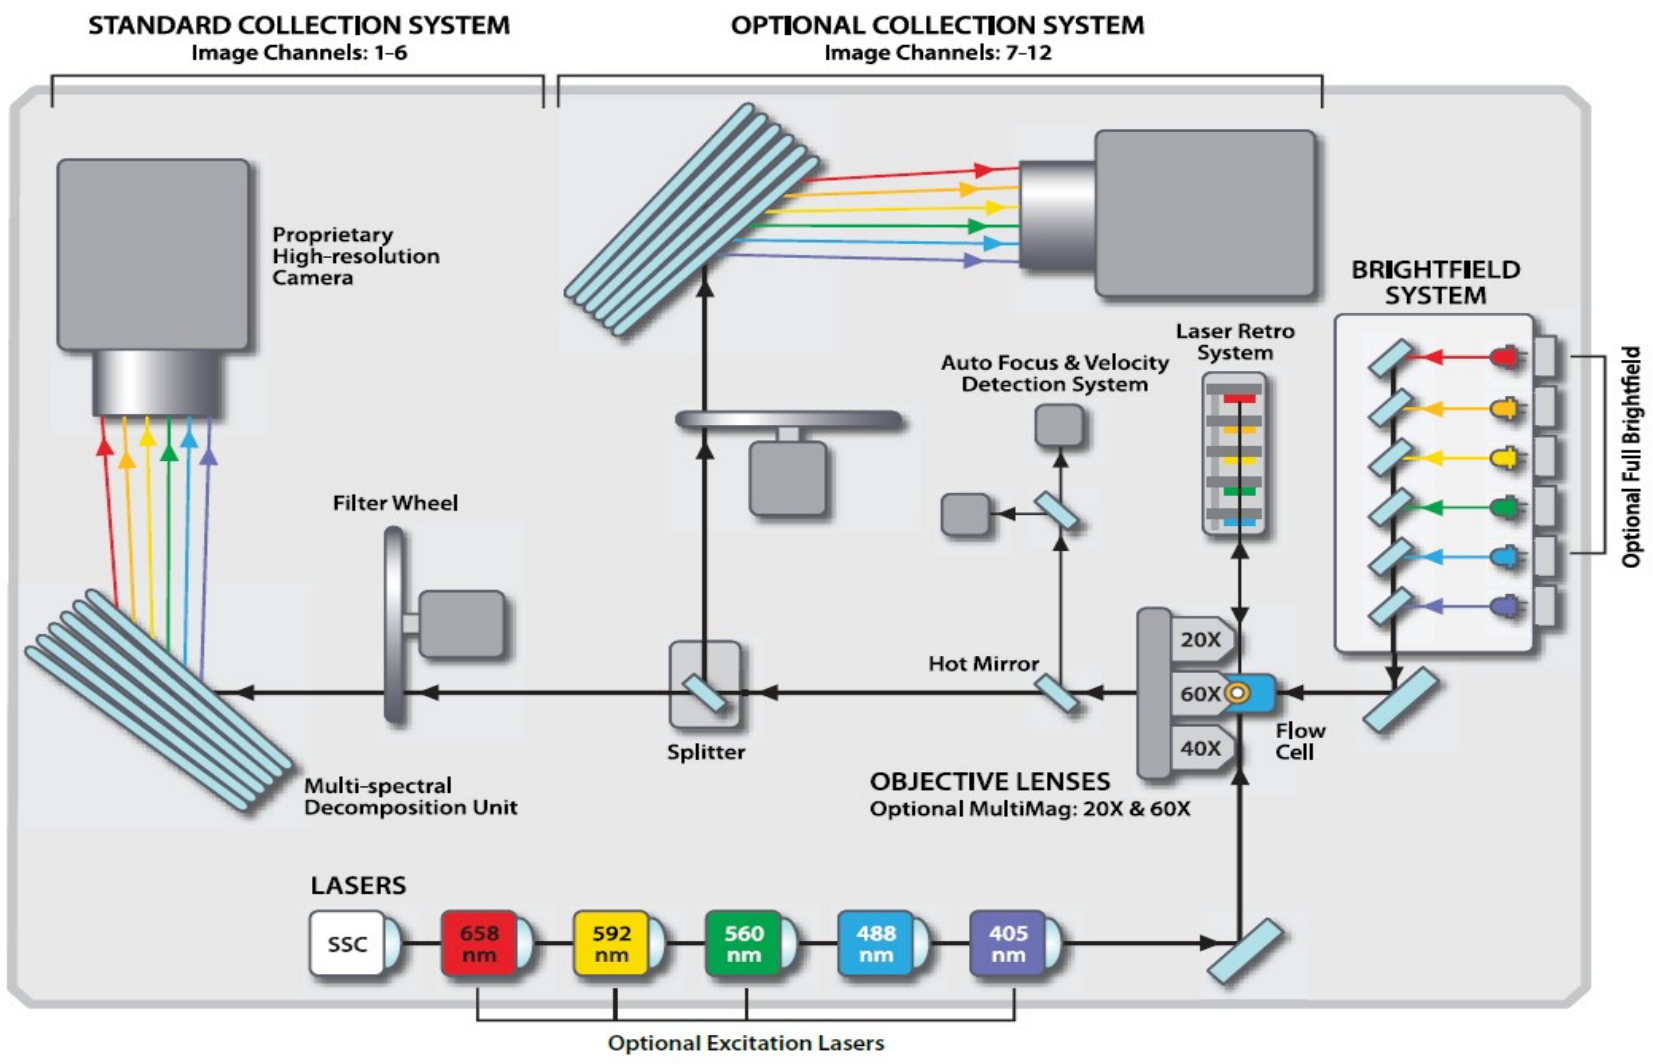 STANDARD COLLECTION SYSTEM
Image Channels: 1–6
OPTIONAL COLLECTION SYSTEM
Image Channels: 7–12
Proprietary
High-resolution
Camera
BRIGHTFIELD
SYSTEM
Laser Retro
System
Auto Focus & Velocity
Detection System
Optional Full Brightfield
Filter Wheel
Hot Mirror
20X
60X
40X
Flow
Cell
Splitter
OBJECTIVE LENSES
Optional MultiMag: 20X & 60X
Multi-spectral
Decomposition Unit
LASERS
SSC
658
nm
592
nm
560
nm
488
nm
405
nm
Optional Excitation Lasers